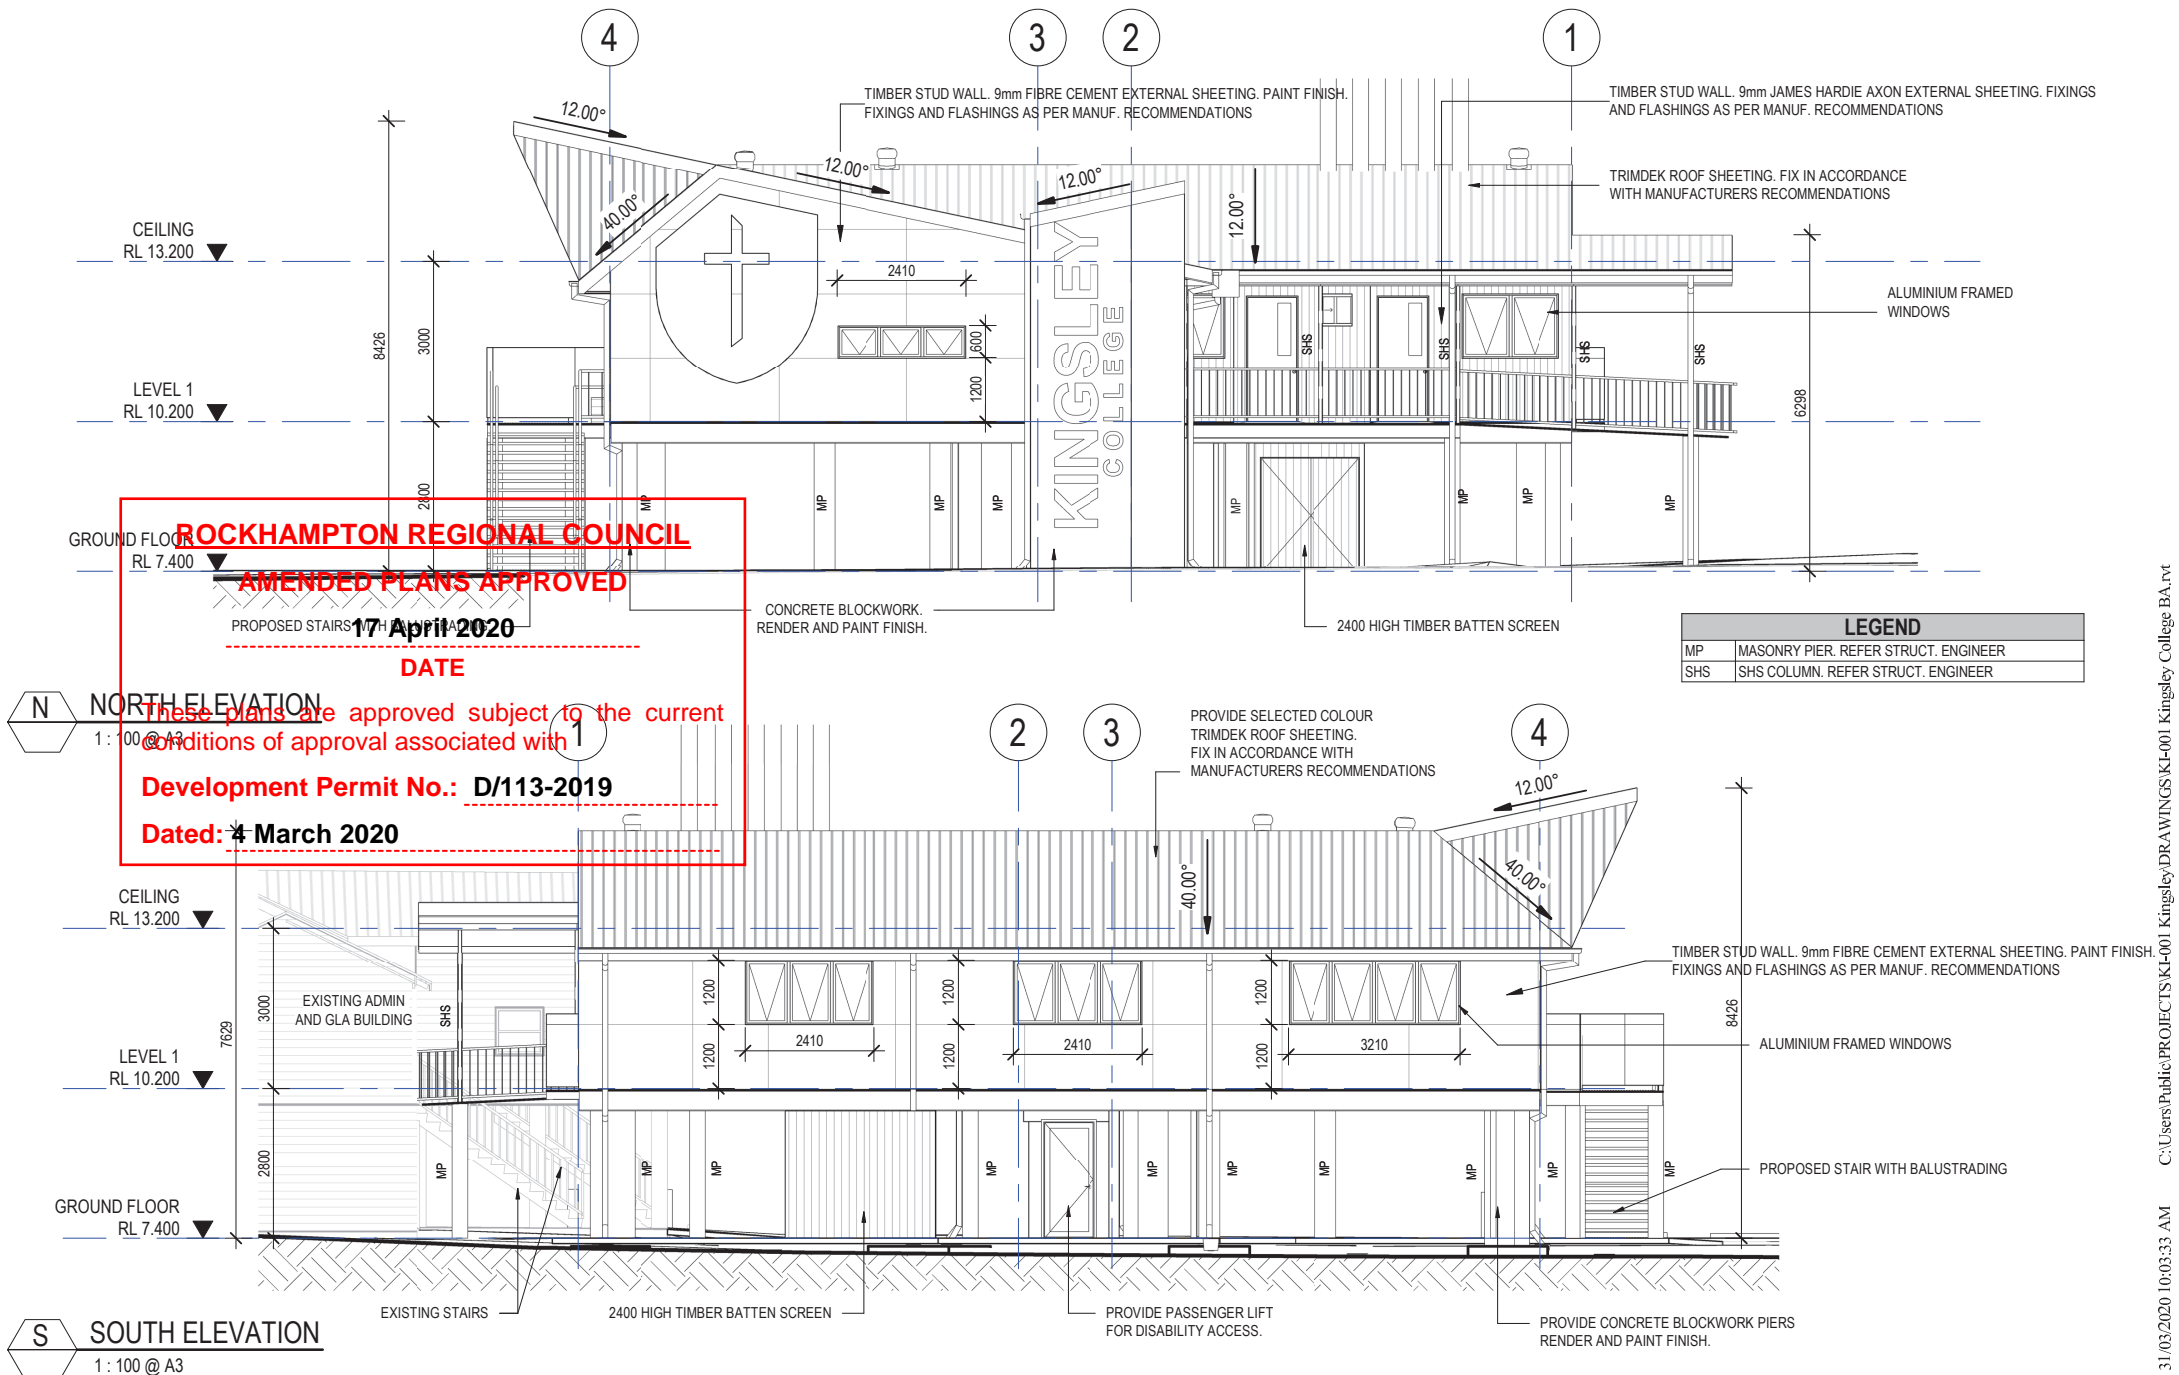 4
3
2
1
TIMBER STUD WALL. 9mm FIBRE CEMENT EXTERNAL SHEETING. PAINT FINISH.
FIXINGS AND FLASHINGS AS PER MANUF. RECOMMENDATIONS
TIMBER STUD WALL. 9mm JAMES HARDIE AXON EXTERNAL SHEETING. FIXINGS
AND FLASHINGS AS PER MANUF. RECOMMENDATIONS
12.00°
12.00°
12.00°
40.00°
12.00°
TRIMDEK ROOF SHEETING. FIX IN ACCORDANCE
WITH MANUFACTURERS RECOMMENDATIONS
CEILING
RL 13.200
2410
ALUMINIUM FRAMED
WINDOWS
8426
3000
600
1200
KINGSLEY
COLLEGE
SHS
SHS
SHS
SHS
6298
LEVEL 1
RL 10.200
2800
MP
MP
MP
MP
MP
MP
MP
MP
GROUND FLOOR
RL 7.400
CONCRETE BLOCKWORK.
RENDER AND PAINT FINISH.
2400 HIGH TIMBER BATTEN SCREEN
PROPOSED STAIRS WITH BALUSTRADING.
LEGEND
MP MASONRY PIER. REFER STRUCT. ENGINEER
SHS SHS COLUMN. REFER STRUCT. ENGINEER
N NORTH ELEVATION
1 : 100 @ A3
ROCKHAMPTON REGIONAL COUNCIL
AMENDED PLANS APPROVED
17 April 2020
DATE
These plans are approved subject to the current
conditions of approval associated with
Development Permit No.: D/113-2019
Dated: 4 March 2020
1
2
3
4
PROVIDE SELECTED COLOUR
TRIMDEK ROOF SHEETING.
FIX IN ACCORDANCE WITH
MANUFACTURERS RECOMMENDATIONS
12.00°
40.00°
40.00°
CEILING
RL 13.200
TIMBER STUD WALL. 9mm FIBRE CEMENT EXTERNAL SHEETING. PAINT FINISH.
FIXINGS AND FLASHINGS AS PER MANUF. RECOMMENDATIONS
EXISTING ADMIN
AND GLA BUILDING
SHS
7629
3000
1200
1200
1200
2410
2410
3210
1200
1200
1200
8426
ALUMINIUM FRAMED WINDOWS
LEVEL 1
RL 10.200
2800
MP
MP
MP
MP
MP
MP
MP
MP
MP
MP
PROPOSED STAIR WITH BALUSTRADING
GROUND FLOOR
RL 7.400
EXISTING STAIRS
2400 HIGH TIMBER BATTEN SCREEN
PROVIDE PASSENGER LIFT
FOR DISABILITY ACCESS.
PROVIDE CONCRETE BLOCKWORK PIERS
RENDER AND PAINT FINISH.
S SOUTH ELEVATION
1 : 100 @ A3
31/03/2020 10:03:33 AM C:\Users\Public\PROJECTS\KI-001 Kingsley\DRAWINGS\KI-001 Kingsley College BA.rvt